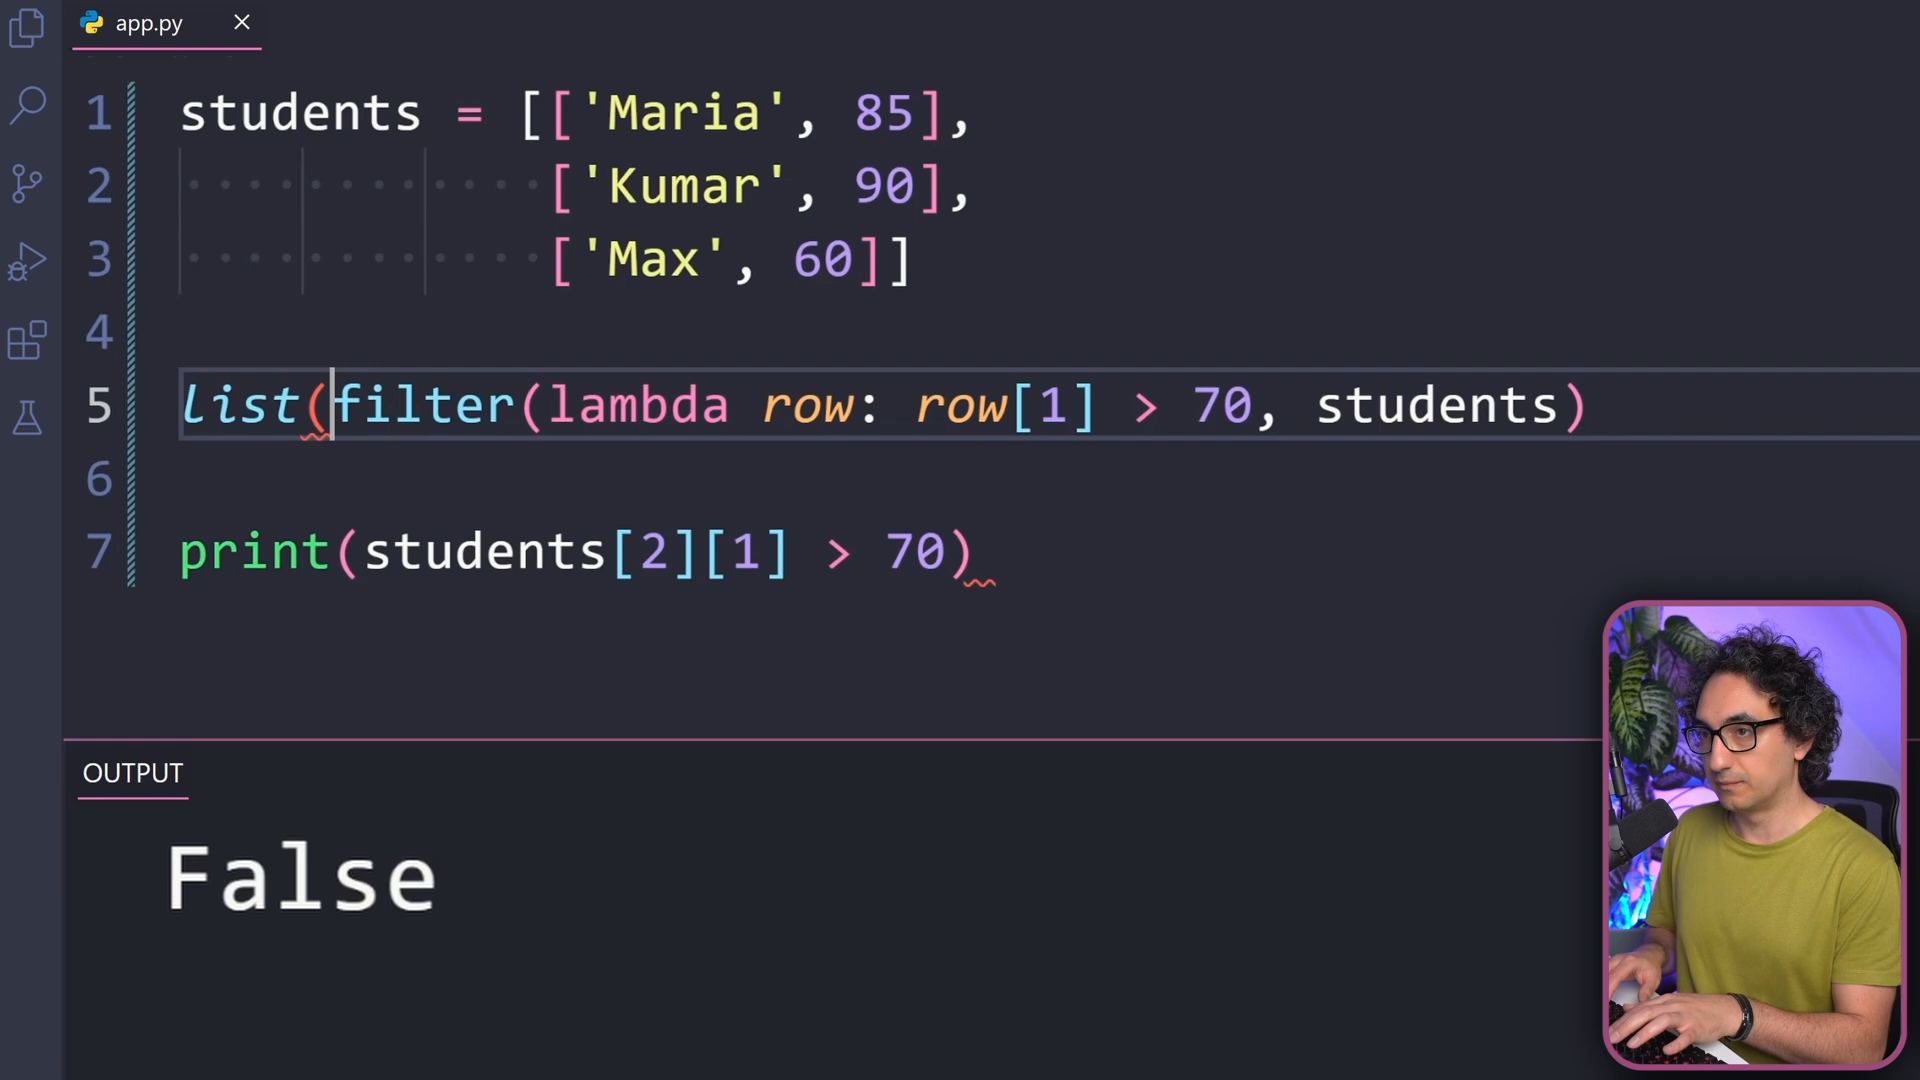 app.py
1 students = [['Maria', 85],
2 ['Kumar', 90],
3 ['Max', 60]]
4
5 list(filter(lambda row: row[1] > 70, students)
6
7 print(students[2][1] > 70)
OUTPUT
False